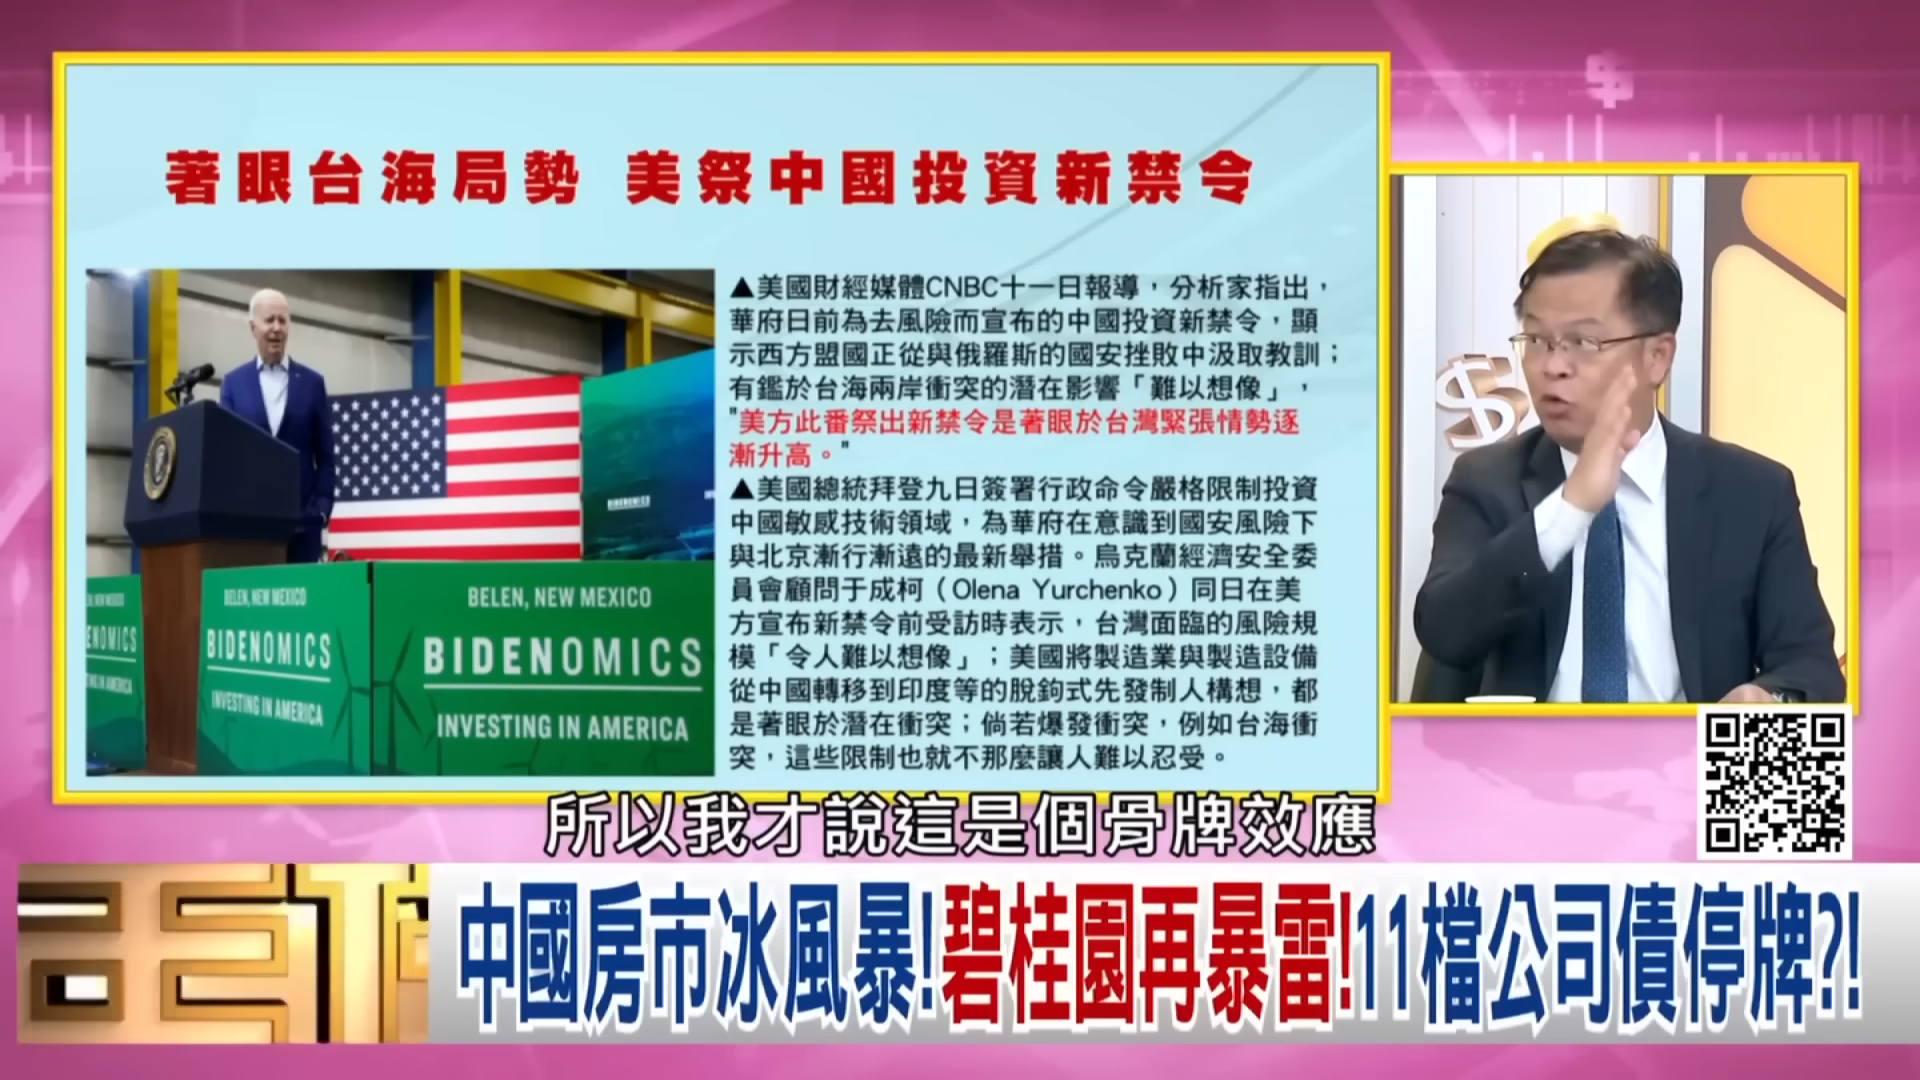 著眼台海局勢 美祭中國投資新禁令
▲美國財經媒體CNBC十一日報導，分析家指出，
華府日前為去風險而宣布的中國投資新禁令，顯
示西方盟國正從與俄羅斯的國安挫敗中汲取教訓；
有鑑於台海兩岸衝突的潛在影響「難以想像」，
"美方此番祭出新禁令是著眼於台灣緊張情勢逐
漸升高。"
▲美國總統拜登九日簽署行政命令嚴格限制投資
中國敏感技術領域，為華府在意識到國安風險下
與北京漸行漸遠的最新舉措。烏克蘭經濟安全委
員會顧問于成柯（Olena Yurchenko）同日在美
方宣布新禁令前受訪時表示，台灣面臨的風險規
模「令人難以想像」；美國將製造業與製造設備
從中國轉移到印度等的脫鉤式先發制人構想，都
是著眼於潛在衝突；倘若爆發衝突，例如台海衝
突，這些限制也就不那麼讓人難以忍受。
BIDENOMICS
ENOMICS
BELEN, NEW MEXICO
BIDENOMICS
INVESTING IN AMERICA
BELEN, NEW MEXICO
BIDENOMICS
INVESTING IN AMERICA
所以我才說這是個骨牌效應
中國房市冰風暴!碧桂園再暴雷!11檔公司債停牌?!